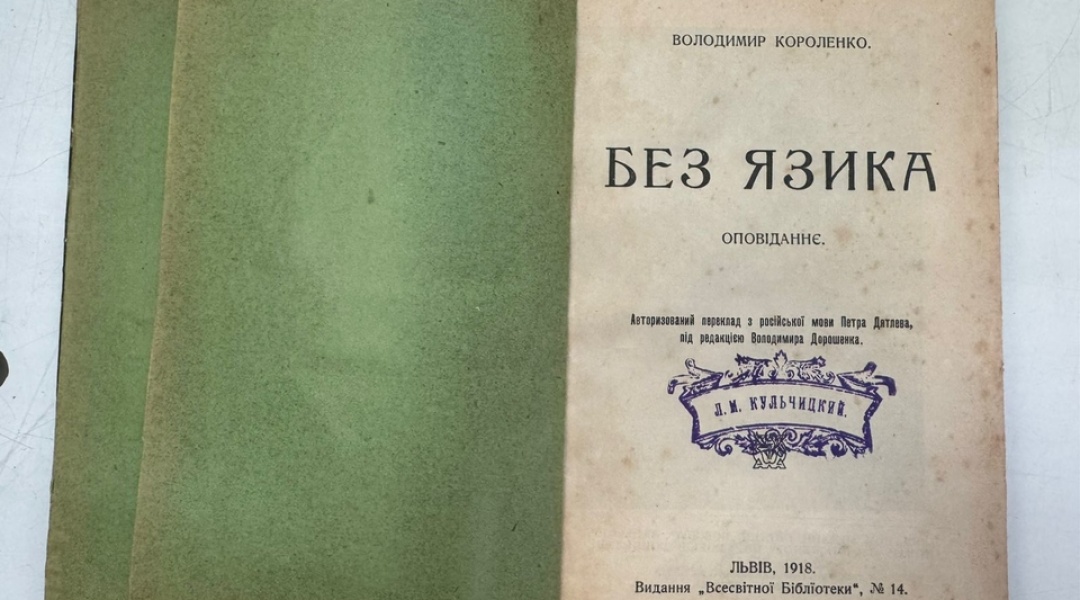 ВОЛОДИМИР КОРОЛЕНКО.
БЕЗ ЯЗИКА
ОПОВІДАННЄ.
Авторизований переклад з російської мови Петра Дятлева,
під редакцією Володимира Дорошенка.
Л. М. КУЛЬЧИЦКИЙ.
ЛЬВІВ, 1918.
Видання „Всесвітної Бібліотеки“, № 14.